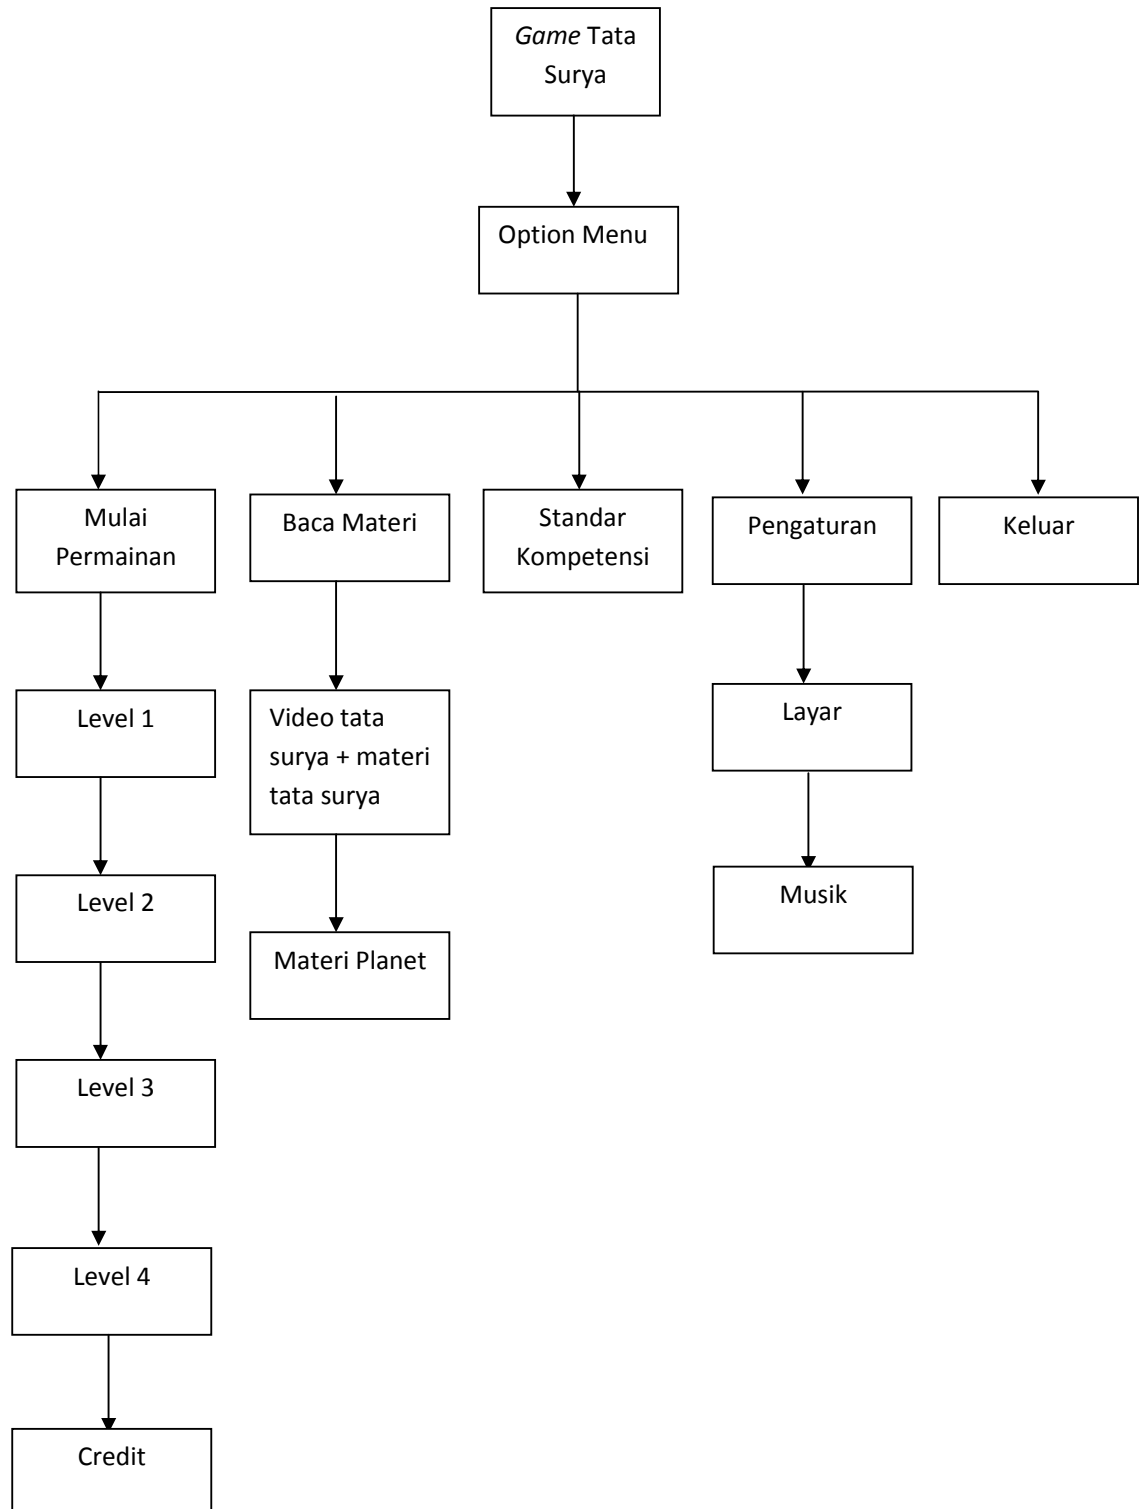 Game Tata
Surya
Option Menu
Mulai
Permainan
Baca Materi
Standar
Kompetensi
Pengaturan
Keluar
Level 1
Video tata
surya + materi
tata surya
Layar
Level 2
Materi Planet
Musik
Level 3
Level 4
Credit